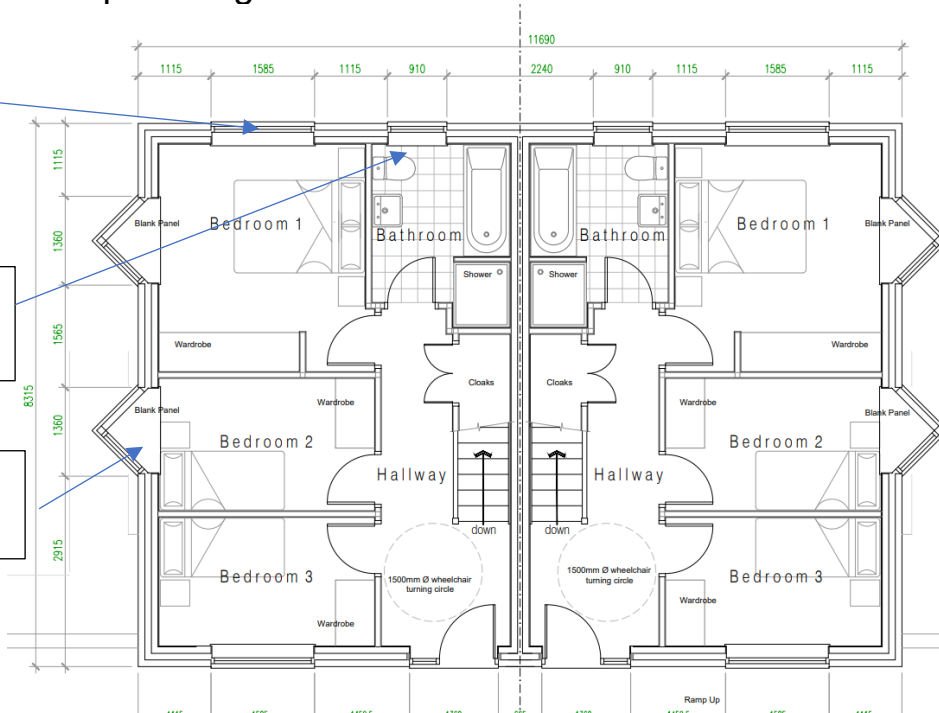 11690
1115 1585 1115 910 2240 910 1115 1585 1115
1115
1360
1565
1360
2915
8315
Blank Panel Bedroom 1 Bathroom Bathroom Bedroom 1 Blank Panel
Shower Shower
Wardrobe Wardrobe
Cloaks Cloaks
Wardrobe Wardrobe
Blank Panel Blank Panel
Bedroom 2 Bedroom 2
Hallway Hallway
down down
Bedroom 3 1500mm Ø wheelchair turning circle 1500mm Ø wheelchair turning circle Bedroom 3
Wardrobe
Wardrobe
Ramp Up